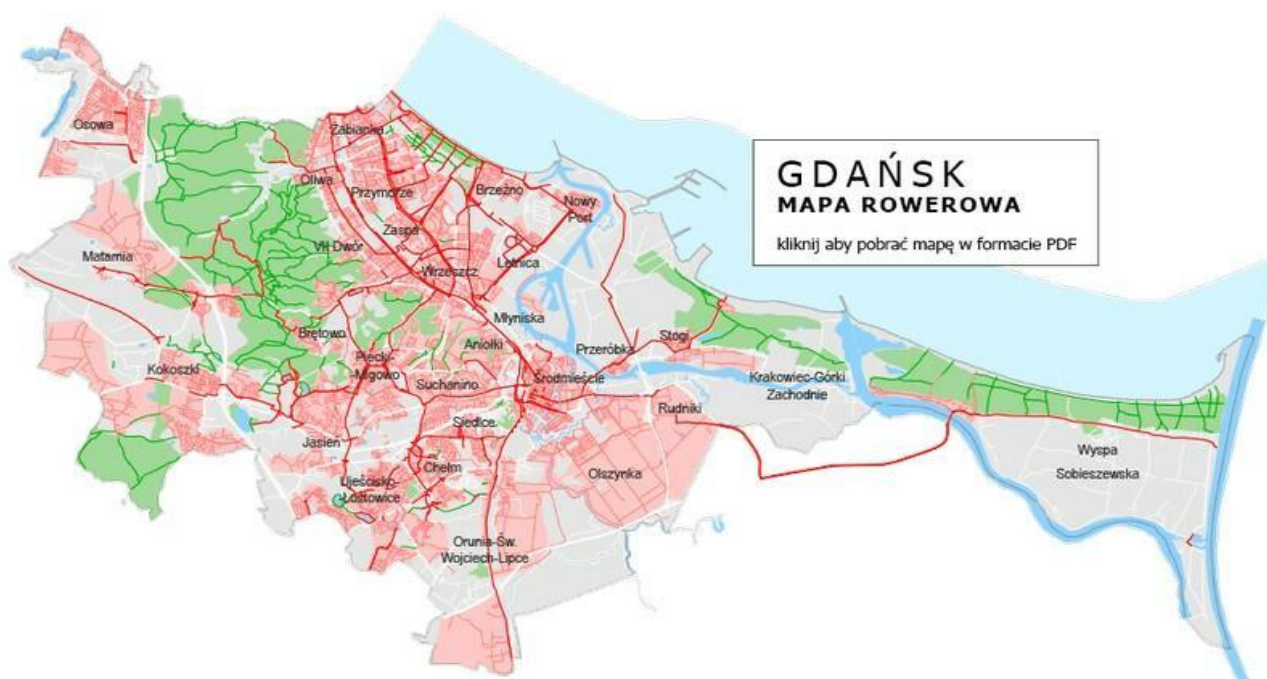 GDAŃSK
MAPA ROWEROWA
kliknij aby pobrać mapę w formacie PDF
Osowa
Żabianka
Oliwa
Przymorze
Brzeźno
Nowy
Port
Zaspa
VII Dwór
Letnica
Matarnia
Wrzeszcz
Młyniska
Brętowo
Aniołki
Przeróbka
Stogi
Kokoszki
Piecki
-Migowo
Suchanino
Śródmieście
Krakowiec-Górki
Zachodnie
Rudniki
Siedlce
Jasień
Chełm
Olszynka
Wyspa
Sobieszewska
Ujeścisko-
-Łostowice
Orunia-Św.
Wojciech-Lipce